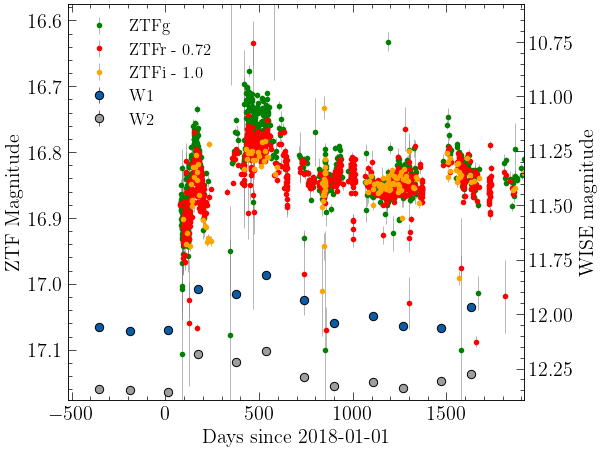 ZTFg
ZTFr - 0.72
ZTFi - 1.0
W1
W2
ZTF Magnitude
16.6
16.7
16.8
16.9
17.0
17.1
WISE magnitude
10.75
11.00
11.25
11.50
11.75
12.00
12.25
−500
0
500
1000
1500
Days since 2018-01-01